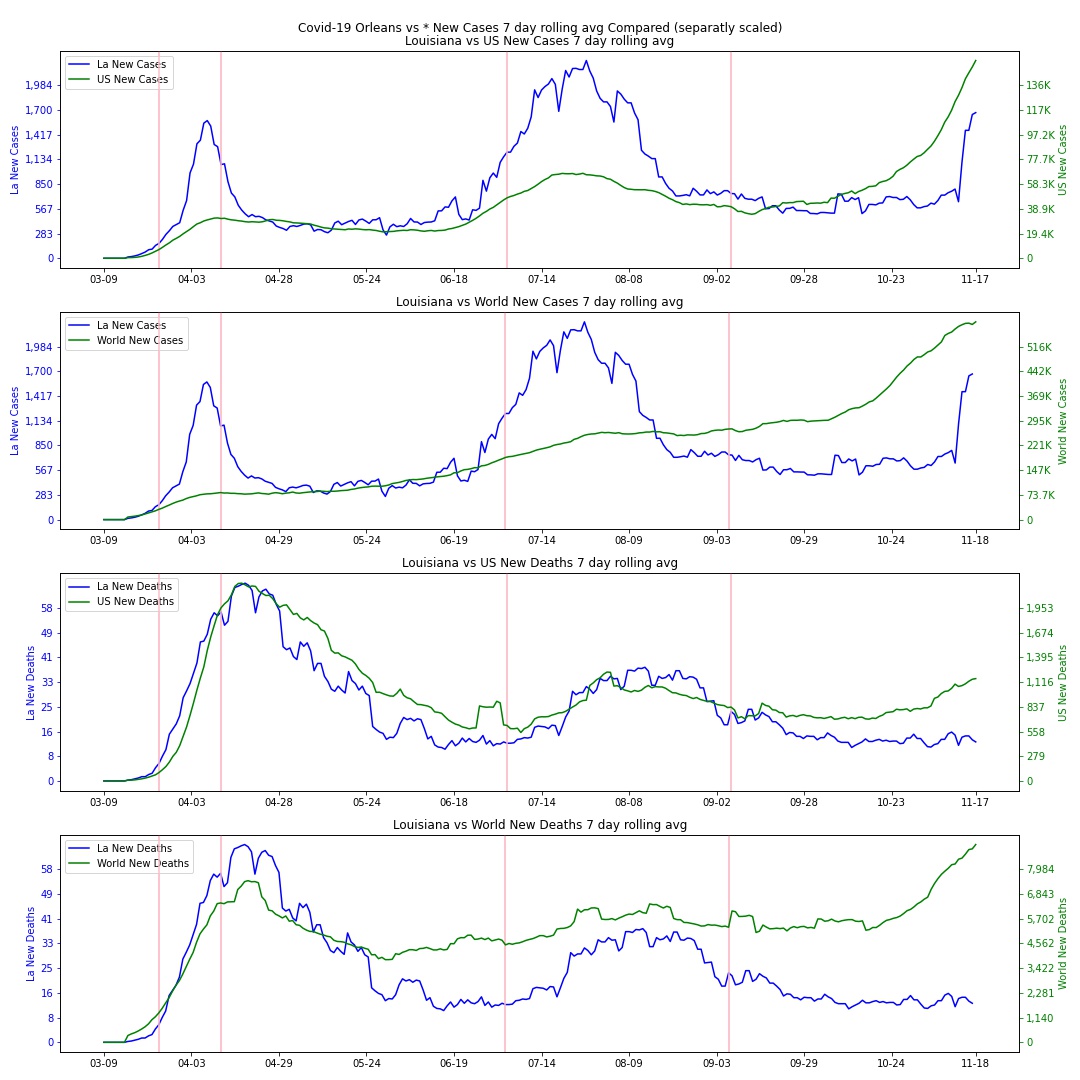 Covid-19 Orleans vs * New Cases 7 day rolling avg Compared (separatly scaled)
Louisiana vs US New Cases 7 day rolling avg
La New Cases
US New Cases
1,984
1,700
1,417
1,134
850
567
283
0
La New Cases
136K
117K
97.2K
77.7K
58.3K
38.9K
19.4K
0
US New Cases
03-09 04-03 04-29 05-24 06-19 07-14 08-09 09-02 09-28 10-23 11-17
Louisiana vs World New Cases 7 day rolling avg
La New Cases
World New Cases
1,984
1,700
1,417
1,134
850
567
283
0
La New Cases
516K
442K
369K
295K
221K
147K
73.7K
0
World New Cases
03-09 04-03 04-29 05-24 06-19 07-14 08-09 09-03 09-28 10-24 11-18
Louisiana vs US New Deaths 7 day rolling avg
La New Deaths
US New Deaths
58
49
41
33
25
16
8
0
La New Deaths
1,953
1,674
1,395
1,116
837
558
279
0
US New Deaths
03-09 04-03 04-28 05-24 06-18 07-14 08-08 09-02 09-28 10-23 11-17
Louisiana vs World New Deaths 7 day rolling avg
La New Deaths
World New Deaths
58
49
41
33
25
16
8
0
La New Deaths
7,984
6,843
5,702
4,562
3,422
2,281
1,140
0
World New Deaths
03-09 04-03 04-29 05-24 06-19 07-14 08-09 09-03 09-28 10-24 11-18